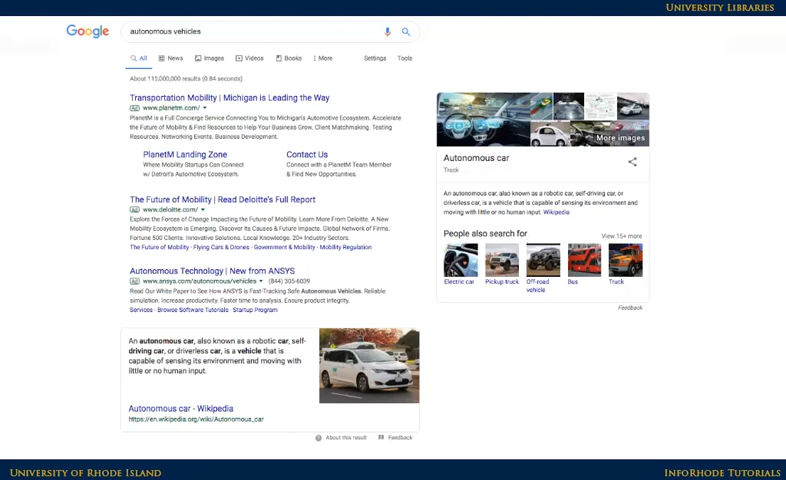 UNIVERSITY LIBRARIES
Google
autonomous vehicles
All News Images Videos Books More Settings Tools
About 115,000,000 results (0.84 seconds)
Transportation Mobility | Michigan is Leading the Way
Ad www.planetm.com/
PlanetM is a Full Concierge Service Connecting You to Michigan's Automotive Ecosystem. Accelerate
the Future of Mobility & Find Resources to Help Your Business Grow. Client Matchmaking. Testing
Resources. Networking Events. Business Development.
PlanetM Landing Zone
Where Mobility Startups Can Connect
w/ Detroit's Automotive Ecosystem.
Contact Us
Connect with a PlanetM Team Member
& Find New Opportunities.
The Future of Mobility | Read Deloitte's Full Report
Ad www.deloitte.com/
Explore the Forces of Change Impacting the Future of Mobility. Learn More From Deloitte. A New
Mobility Ecosystem is Emerging. Discover Its Causes & Future Impacts. Global Network of Firms.
Fortune 500 Clients. Innovative Solutions. Local Knowledge. 20+ Industry Sectors.
The Future of Mobility · Flying Cars & Drones · Government & Mobility · Mobility Regulation
Autonomous Technology | New from ANSYS
Ad www.ansys.com/autonomous/vehicles (844) 305-6039
Read Our White Paper to See How ANSYS is Fast-Tracking Safe Autonomous Vehicles. Reliable
simulation. Increase productivity. Faster time to analysis. Ensure product integrity.
Services · Browse Software Tutorials · Startup Program
An autonomous car, also known as a robotic car, self-
driving car, or driverless car, is a vehicle that is
capable of sensing its environment and moving with
little or no human input.
Autonomous car - Wikipedia
https://en.wikipedia.org/wiki/Autonomous_car
About this result Feedback
More images
Autonomous car
Truck
An autonomous car, also known as a robotic car, self-driving car, or
driverless car, is a vehicle that is capable of sensing its environment and
moving with little or no human input. Wikipedia
People also search for
View 15+ more
Electric car
Pickup truck
Off-road
vehicle
Bus
Truck
Feedback
UNIVERSITY OF RHODE ISLAND
INFORHODE TUTORIALS